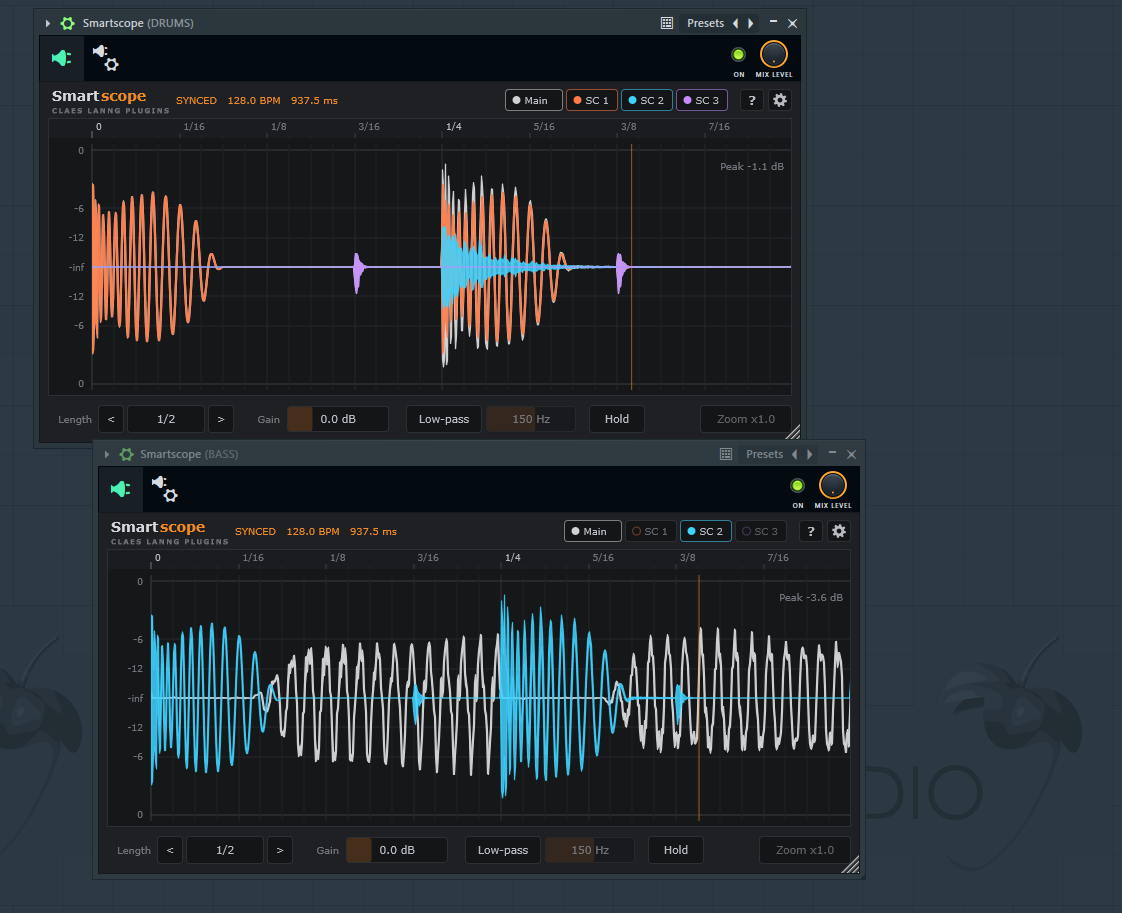 Smartscope (DRUMS) Presets
ON MIX LEVEL
Smartscope SYNCED 128.0 BPM 937.5 ms Main SC 1 SC 2 SC 3 ?
CLAES LANNG PLUGINS
0 1/16 1/8 3/16 1/4 5/16 3/8 7/16
0
Peak -1.1 dB
-6
-12
-inf
-12
-6
0
Length < 1/2 > Gain 0.0 dB Low-pass 150 Hz Hold Zoom x1.0
Smartscope (BASS) Presets
ON MIX LEVEL
Smartscope SYNCED 128.0 BPM 937.5 ms Main SC 1 SC 2 SC 3 ?
CLAES LANNG PLUGINS
0 1/16 1/8 3/16 1/4 5/16 3/8 7/16
0
Peak -3.6 dB
-6
-12
-inf
-12
-6
0
DIO
Length < 1/2 > Gain 0.0 dB Low-pass 150 Hz Hold Zoom x1.0